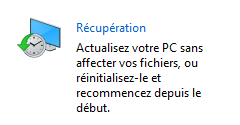 Récupération
Actualisez votre PC sans
affecter vos fichiers, ou
réinitialisez-le et
recommencez depuis le
début.